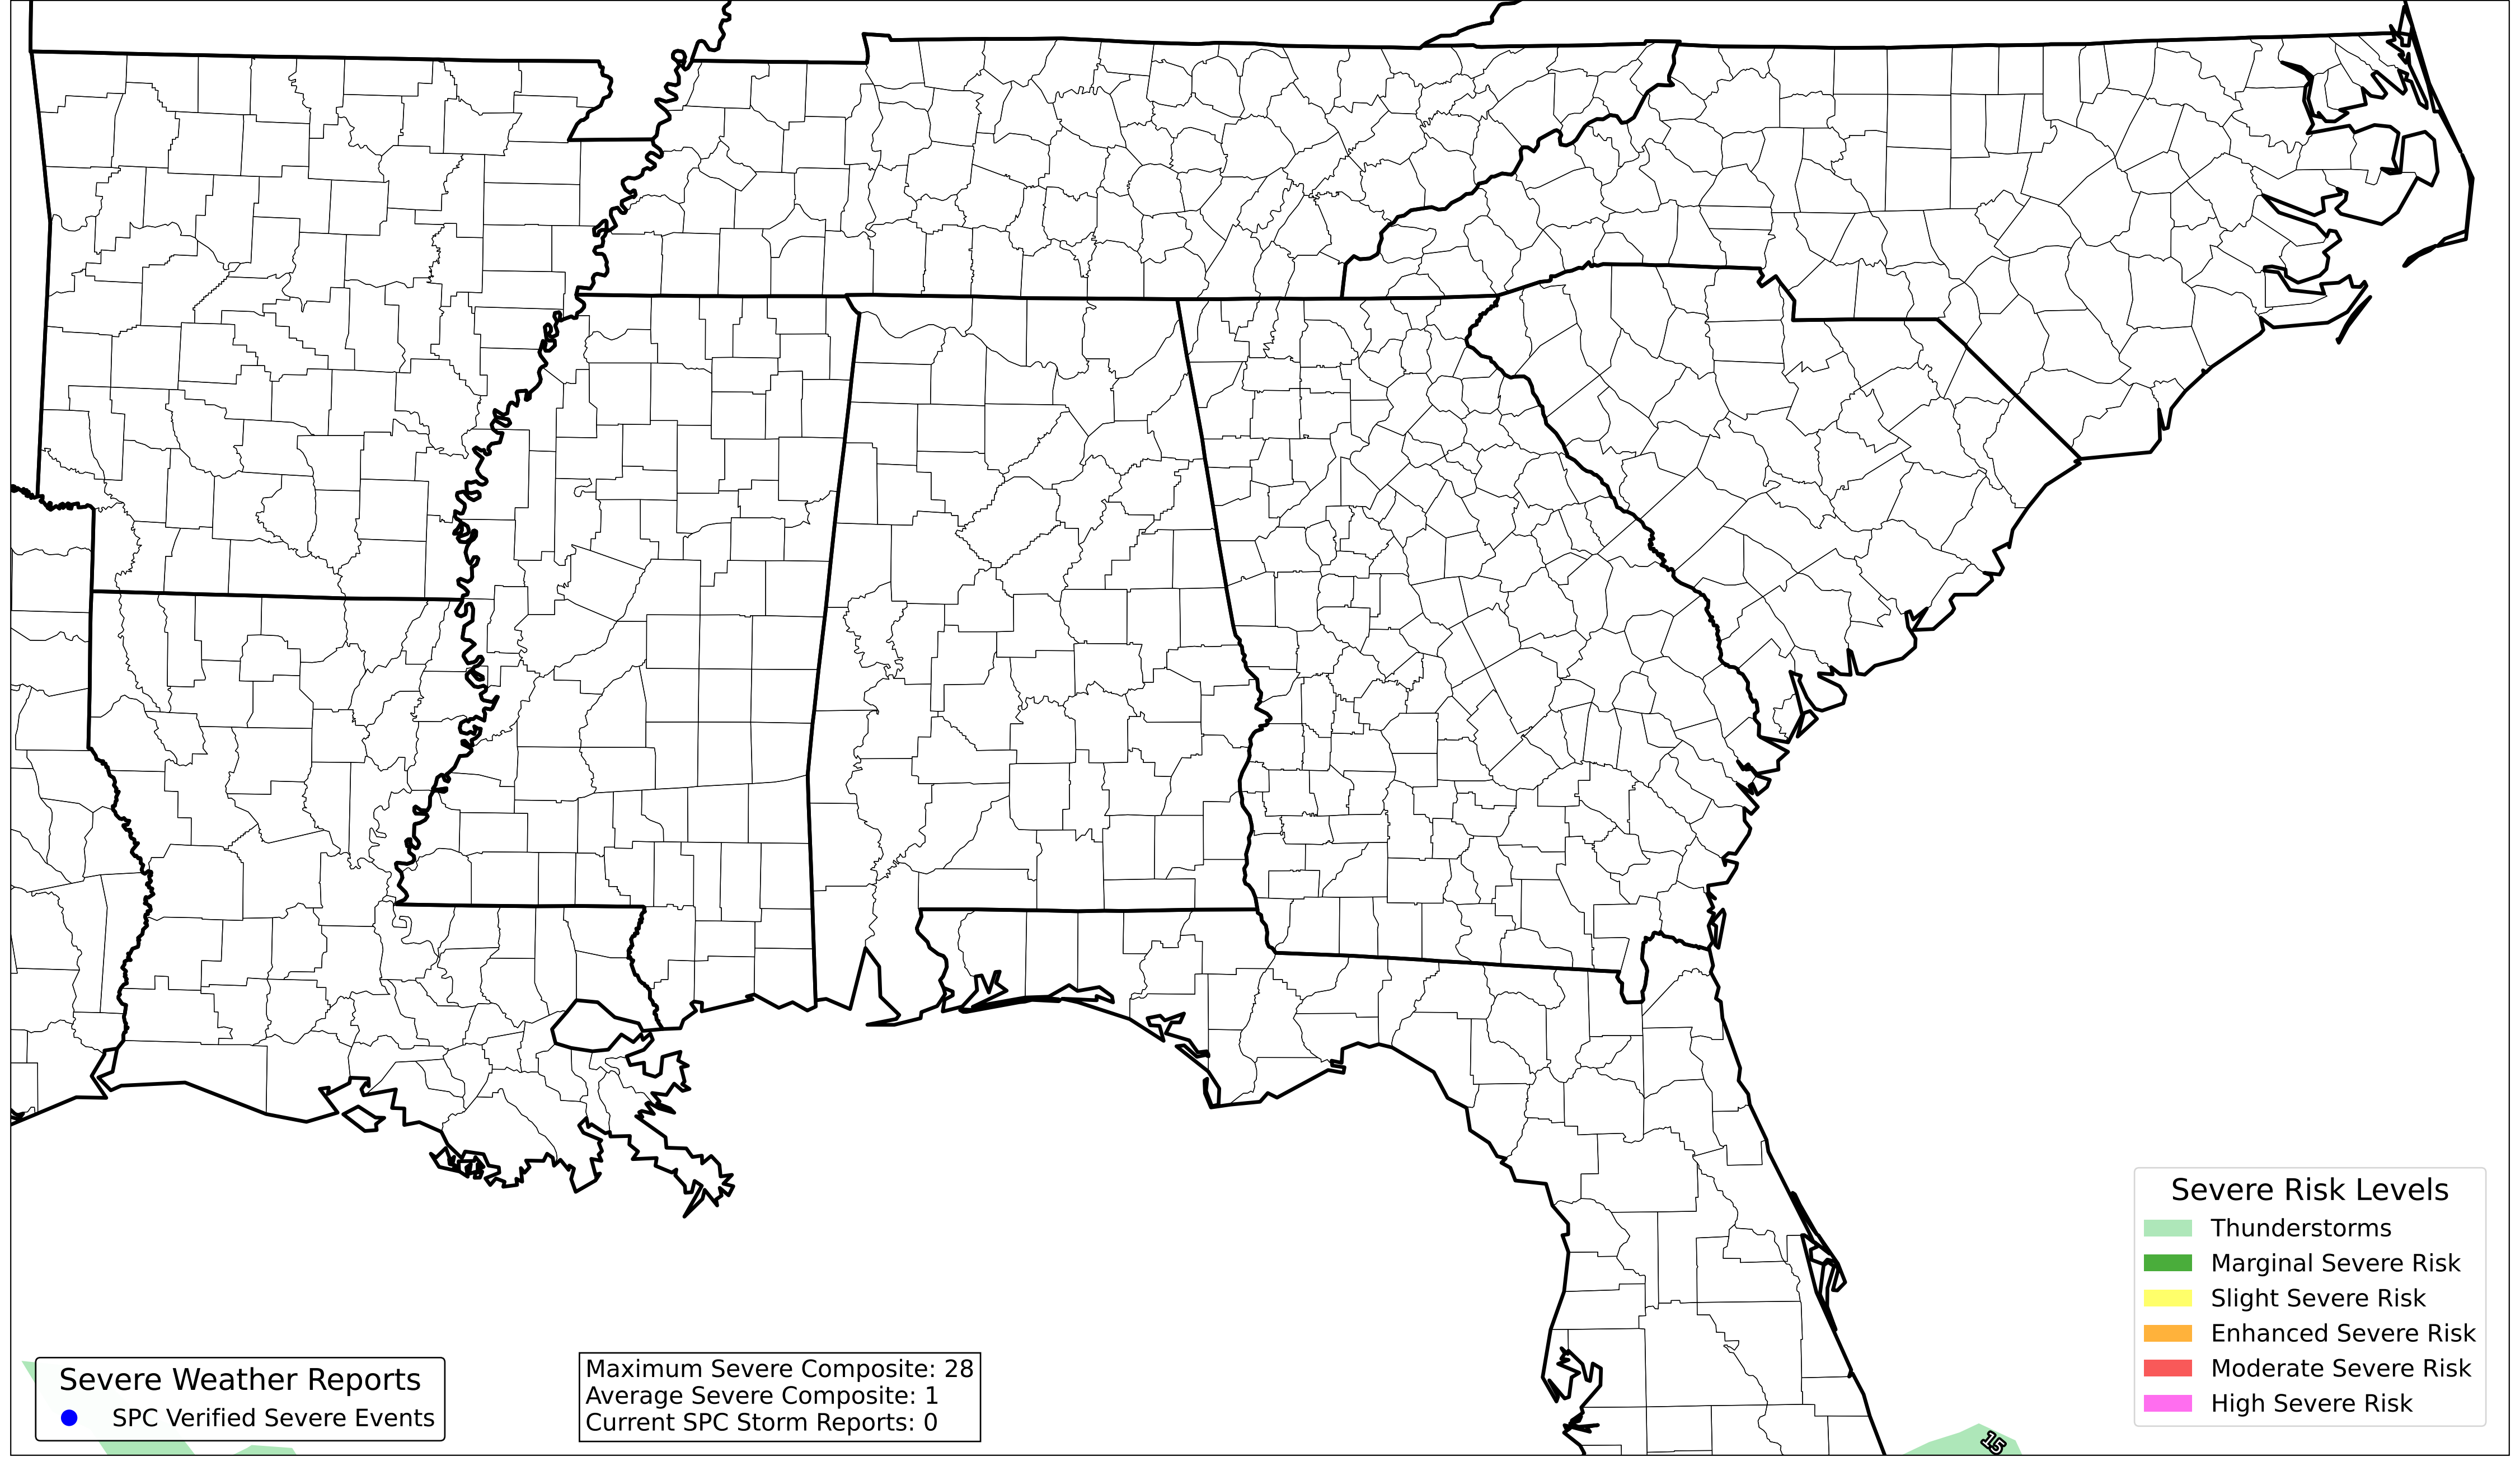 Severe Weather Reports
SPC Verified Severe Events
Maximum Severe Composite: 28
Average Severe Composite: 1
Current SPC Storm Reports: 0
Severe Risk Levels
Thunderstorms
Marginal Severe Risk
Slight Severe Risk
Enhanced Severe Risk
Moderate Severe Risk
High Severe Risk
15